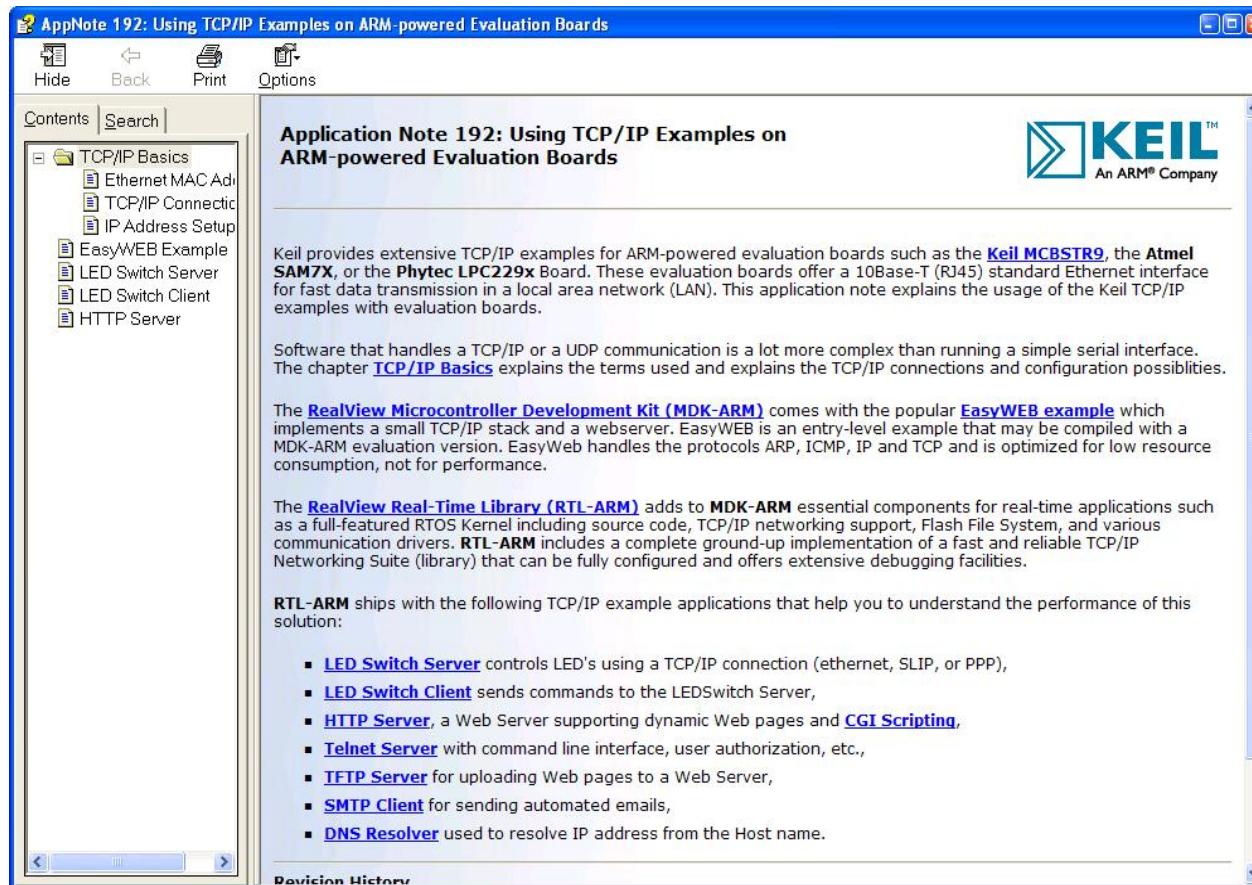 AppNote 192: Using TCP/IP Examples on ARM-powered Evaluation Boards
Hide Back Print Options
Contents Search
TCP/IP Basics
Ethernet MAC Ad
TCP/IP Connectic
IP Address Setup
EasyWEB Example
LED Switch Server
LED Switch Client
HTTP Server
Application Note 192: Using TCP/IP Examples on
ARM-powered Evaluation Boards
KEIL™
An ARM® Company
Keil provides extensive TCP/IP examples for ARM-powered evaluation boards such as the Keil MCBSTR9, the Atmel
SAM7X, or the Phytec LPC229x Board. These evaluation boards offer a 10Base-T (RJ45) standard Ethernet interface
for fast data transmission in a local area network (LAN). This application note explains the usage of the Keil TCP/IP
examples with evaluation boards.
Software that handles a TCP/IP or a UDP communication is a lot more complex than running a simple serial interface.
The chapter TCP/IP Basics explains the terms used and explains the TCP/IP connections and configuration possiblities.
The RealView Microcontroller Development Kit (MDK-ARM) comes with the popular EasyWEB example which
implements a small TCP/IP stack and a webserver. EasyWEB is an entry-level example that may be compiled with a
MDK-ARM evaluation version. EasyWeb handles the protocols ARP, ICMP, IP and TCP and is optimized for low resource
consumption, not for performance.
The RealView Real-Time Library (RTL-ARM) adds to MDK-ARM essential components for real-time applications such
as a full-featured RTOS Kernel including source code, TCP/IP networking support, Flash File System, and various
communication drivers. RTL-ARM includes a complete ground-up implementation of a fast and reliable TCP/IP
Networking Suite (library) that can be fully configured and offers extensive debugging facilities.
RTL-ARM ships with the following TCP/IP example applications that help you to understand the performance of this
solution:
LED Switch Server controls LED's using a TCP/IP connection (ethernet, SLIP, or PPP),
LED Switch Client sends commands to the LEDSwitch Server,
HTTP Server, a Web Server supporting dynamic Web pages and CGI Scripting,
Telnet Server with command line interface, user authorization, etc.,
TFTP Server for uploading Web pages to a Web Server,
SMTP Client for sending automated emails,
DNS Resolver used to resolve IP address from the Host name.
Revision History